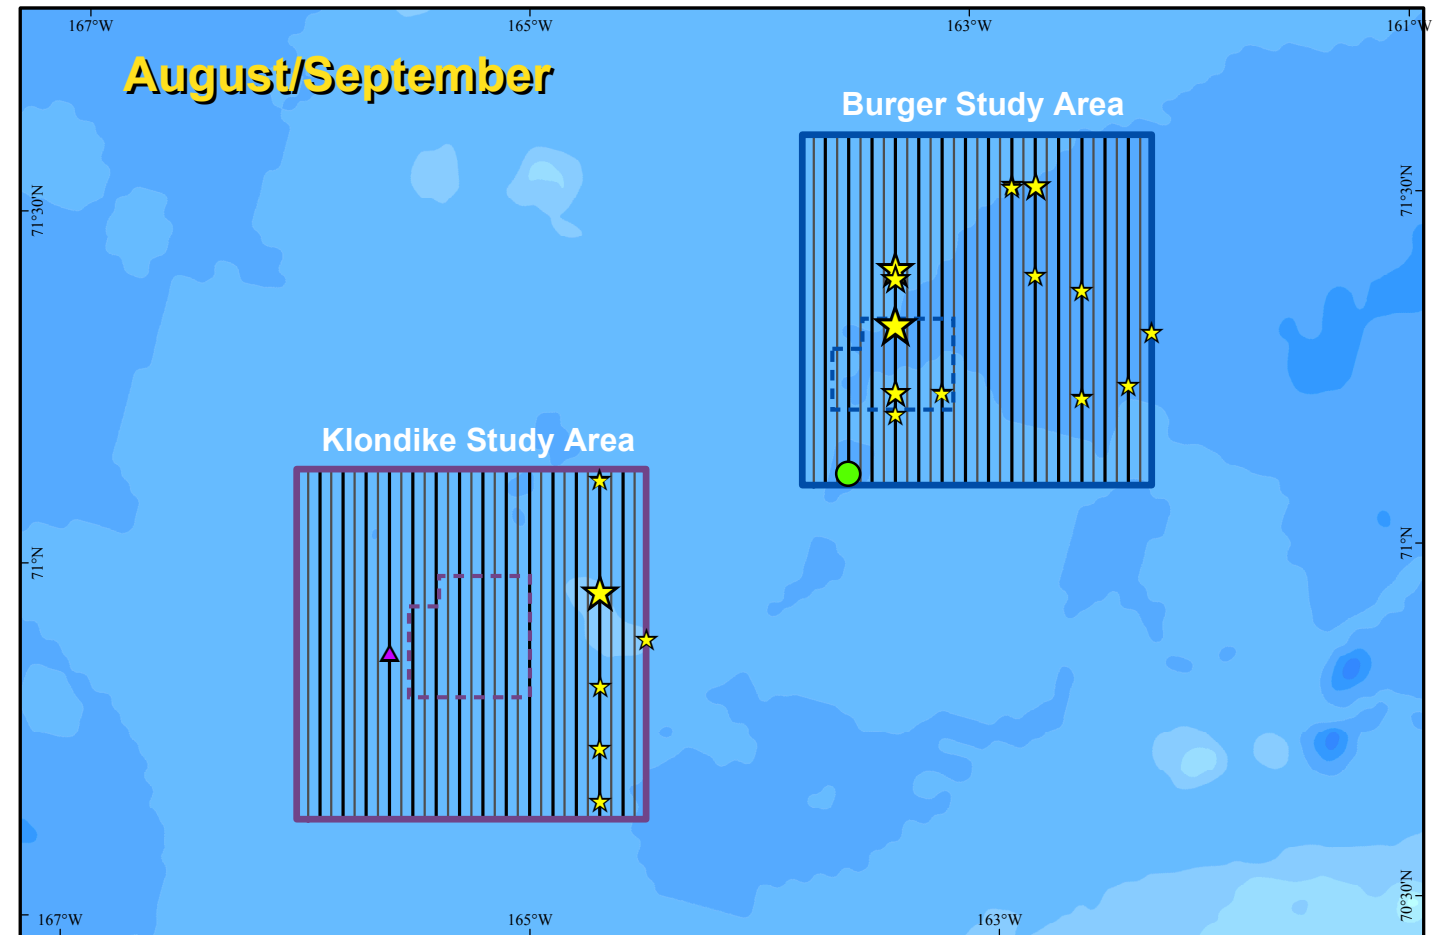 167°W 165°W 163°W 161°W
August/September
Burger Study Area
71°30'N 71°30'N
Klondike Study Area
71°N 71°N
70°30'N
167°W 165°W 163°W